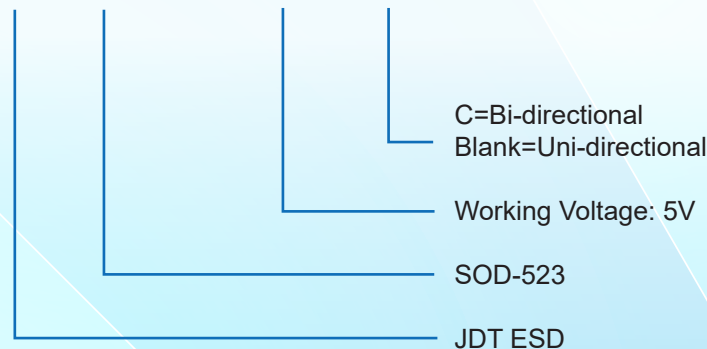 C=Bi-directional
Blank=Uni-directional
Working Voltage: 5V
SOD-523
JDT ESD